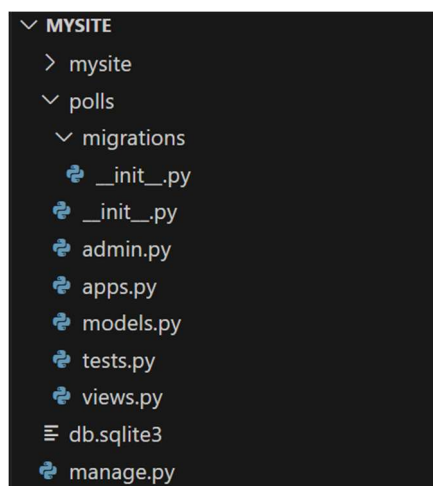 MYSITE
mysite
polls
migrations
__init__.py
__init__.py
admin.py
apps.py
models.py
tests.py
views.py
db.sqlite3
manage.py